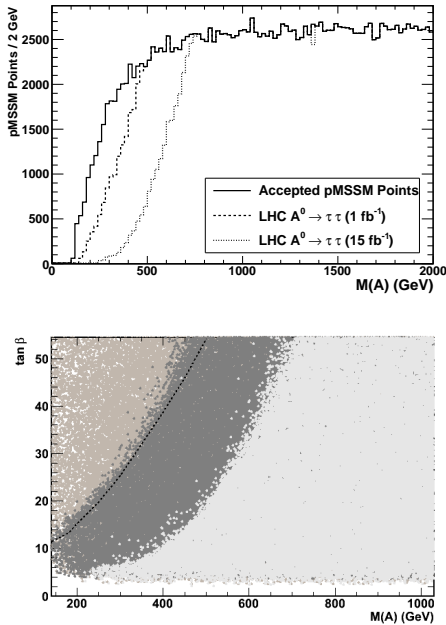 pMSSM Points / 2 GeV
2500
2000
1500
1000
500
0
Accepted pMSSM Points
LHC A⁰ → τ τ (1 fb⁻¹)
LHC A⁰ → τ τ (15 fb⁻¹)
0 500 1000 1500 2000
M(A) (GeV)
tan β
50
40
30
20
10
0
200 400 600 800 1000
M(A) (GeV)